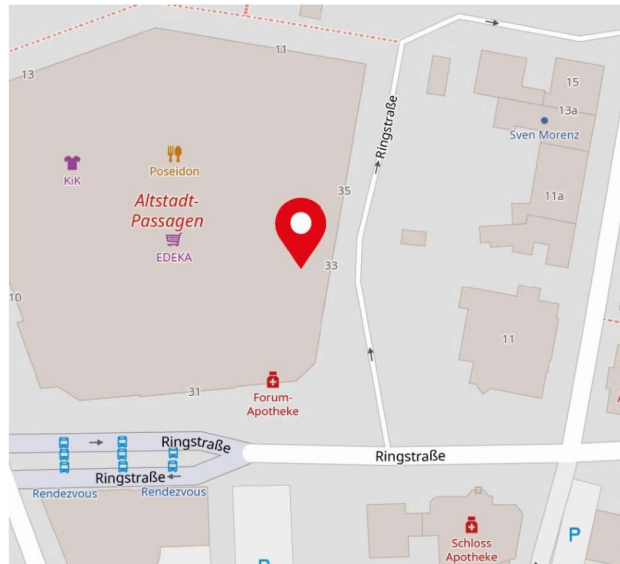 11
13
Ringstraße
15
13a
Sven Morenz
Poseidon
KiK
Altstadt-
Passagen
35
11a
EDEKA
33
10
11
31
Forum-
Apotheke
Ringstraße
Ringstraße
Ringstraße
Rendezvous
Rendezvous
Schloss
Apotheke
P
P